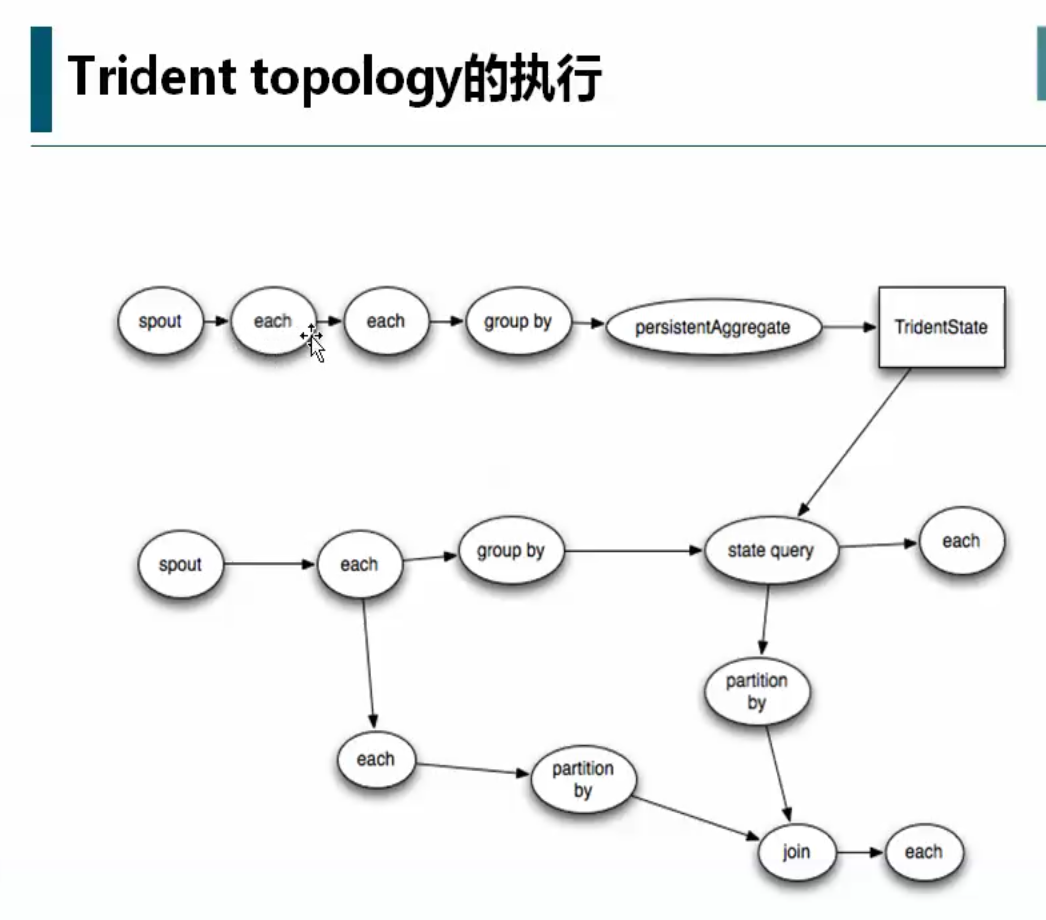 Trident topology的执行
spout
each
each
group by
persistentAggregate
TridentState
spout
each
group by
state query
each
partition
by
each
partition
by
join
each